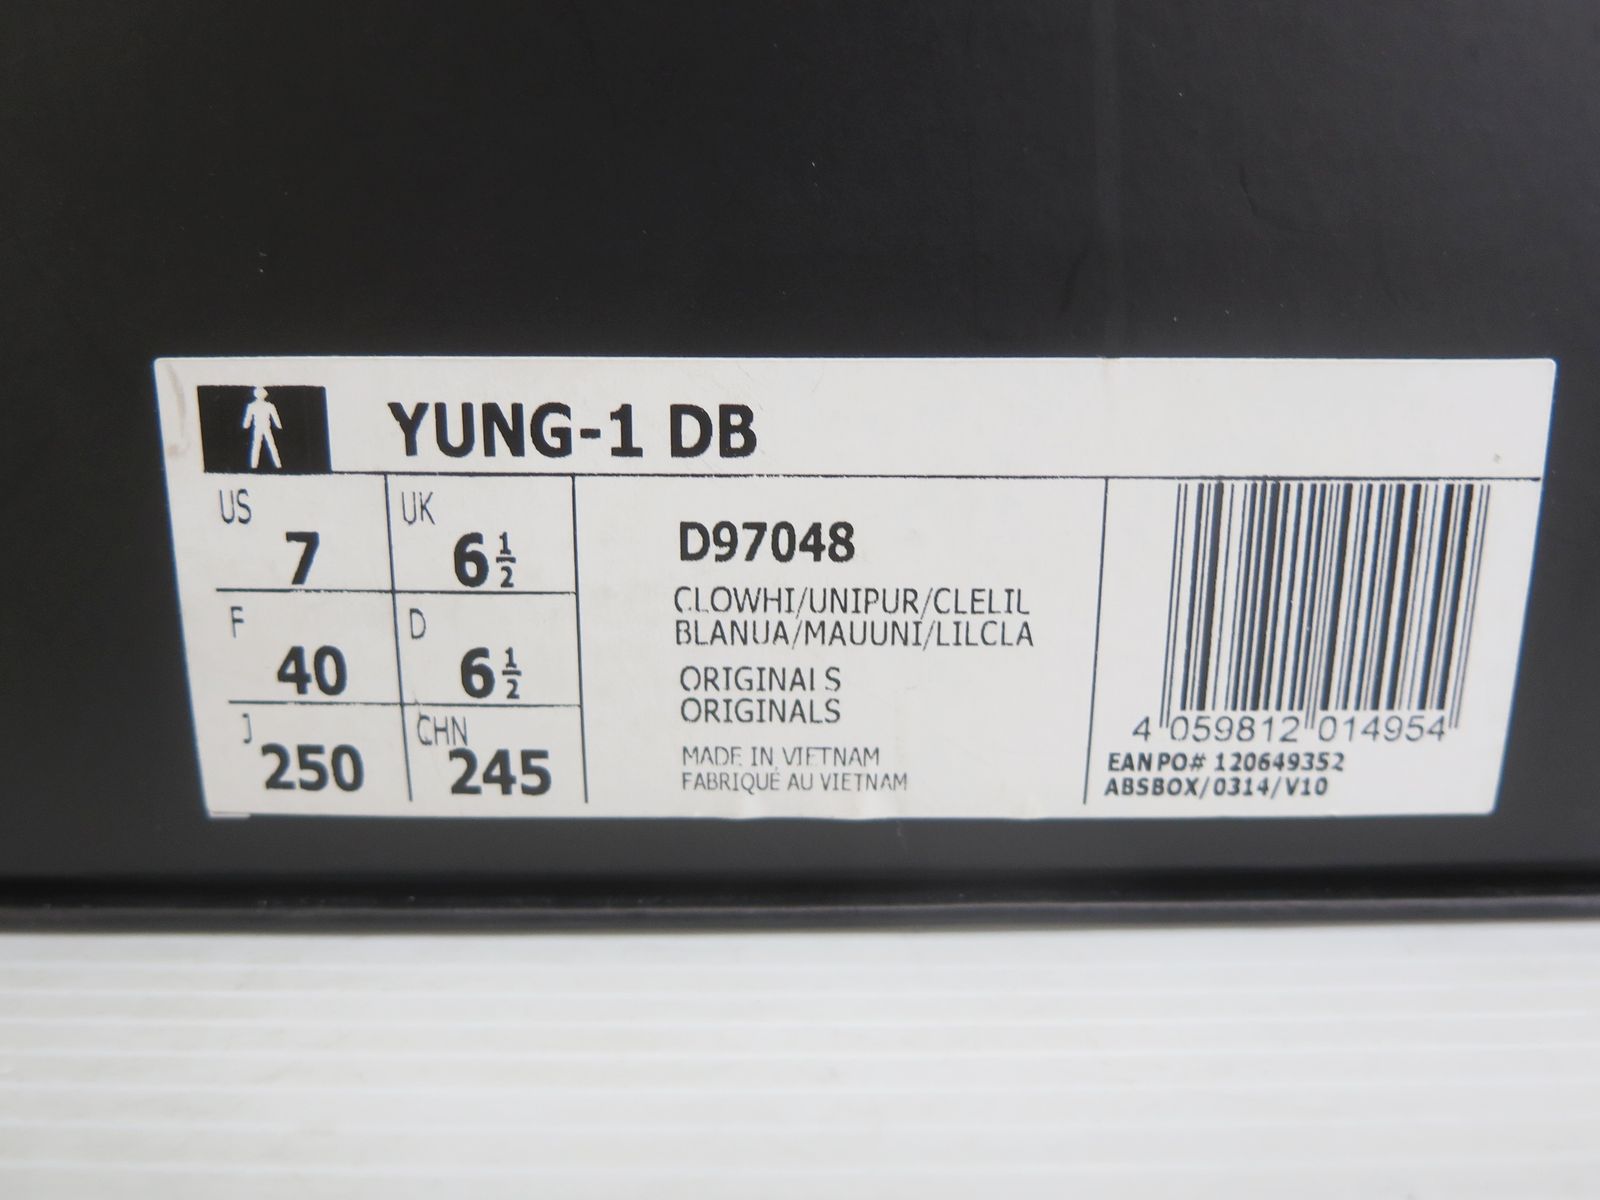 YUNG-1 DB
US 7 UK 6 1/2
F 40 D 6 1/2
J 250 CHN 245
D97048
CLOWHI/UNIPUR/CLELIL
BLANUA/MAUUNI/LILCLA
ORIGINALS
ORIGINALS
MADE IN VIETNAM
FABRIQUÉ AU VIETNAM
4 059812 014954
EAN PO# 120649352
ABSBOX/0314/V10